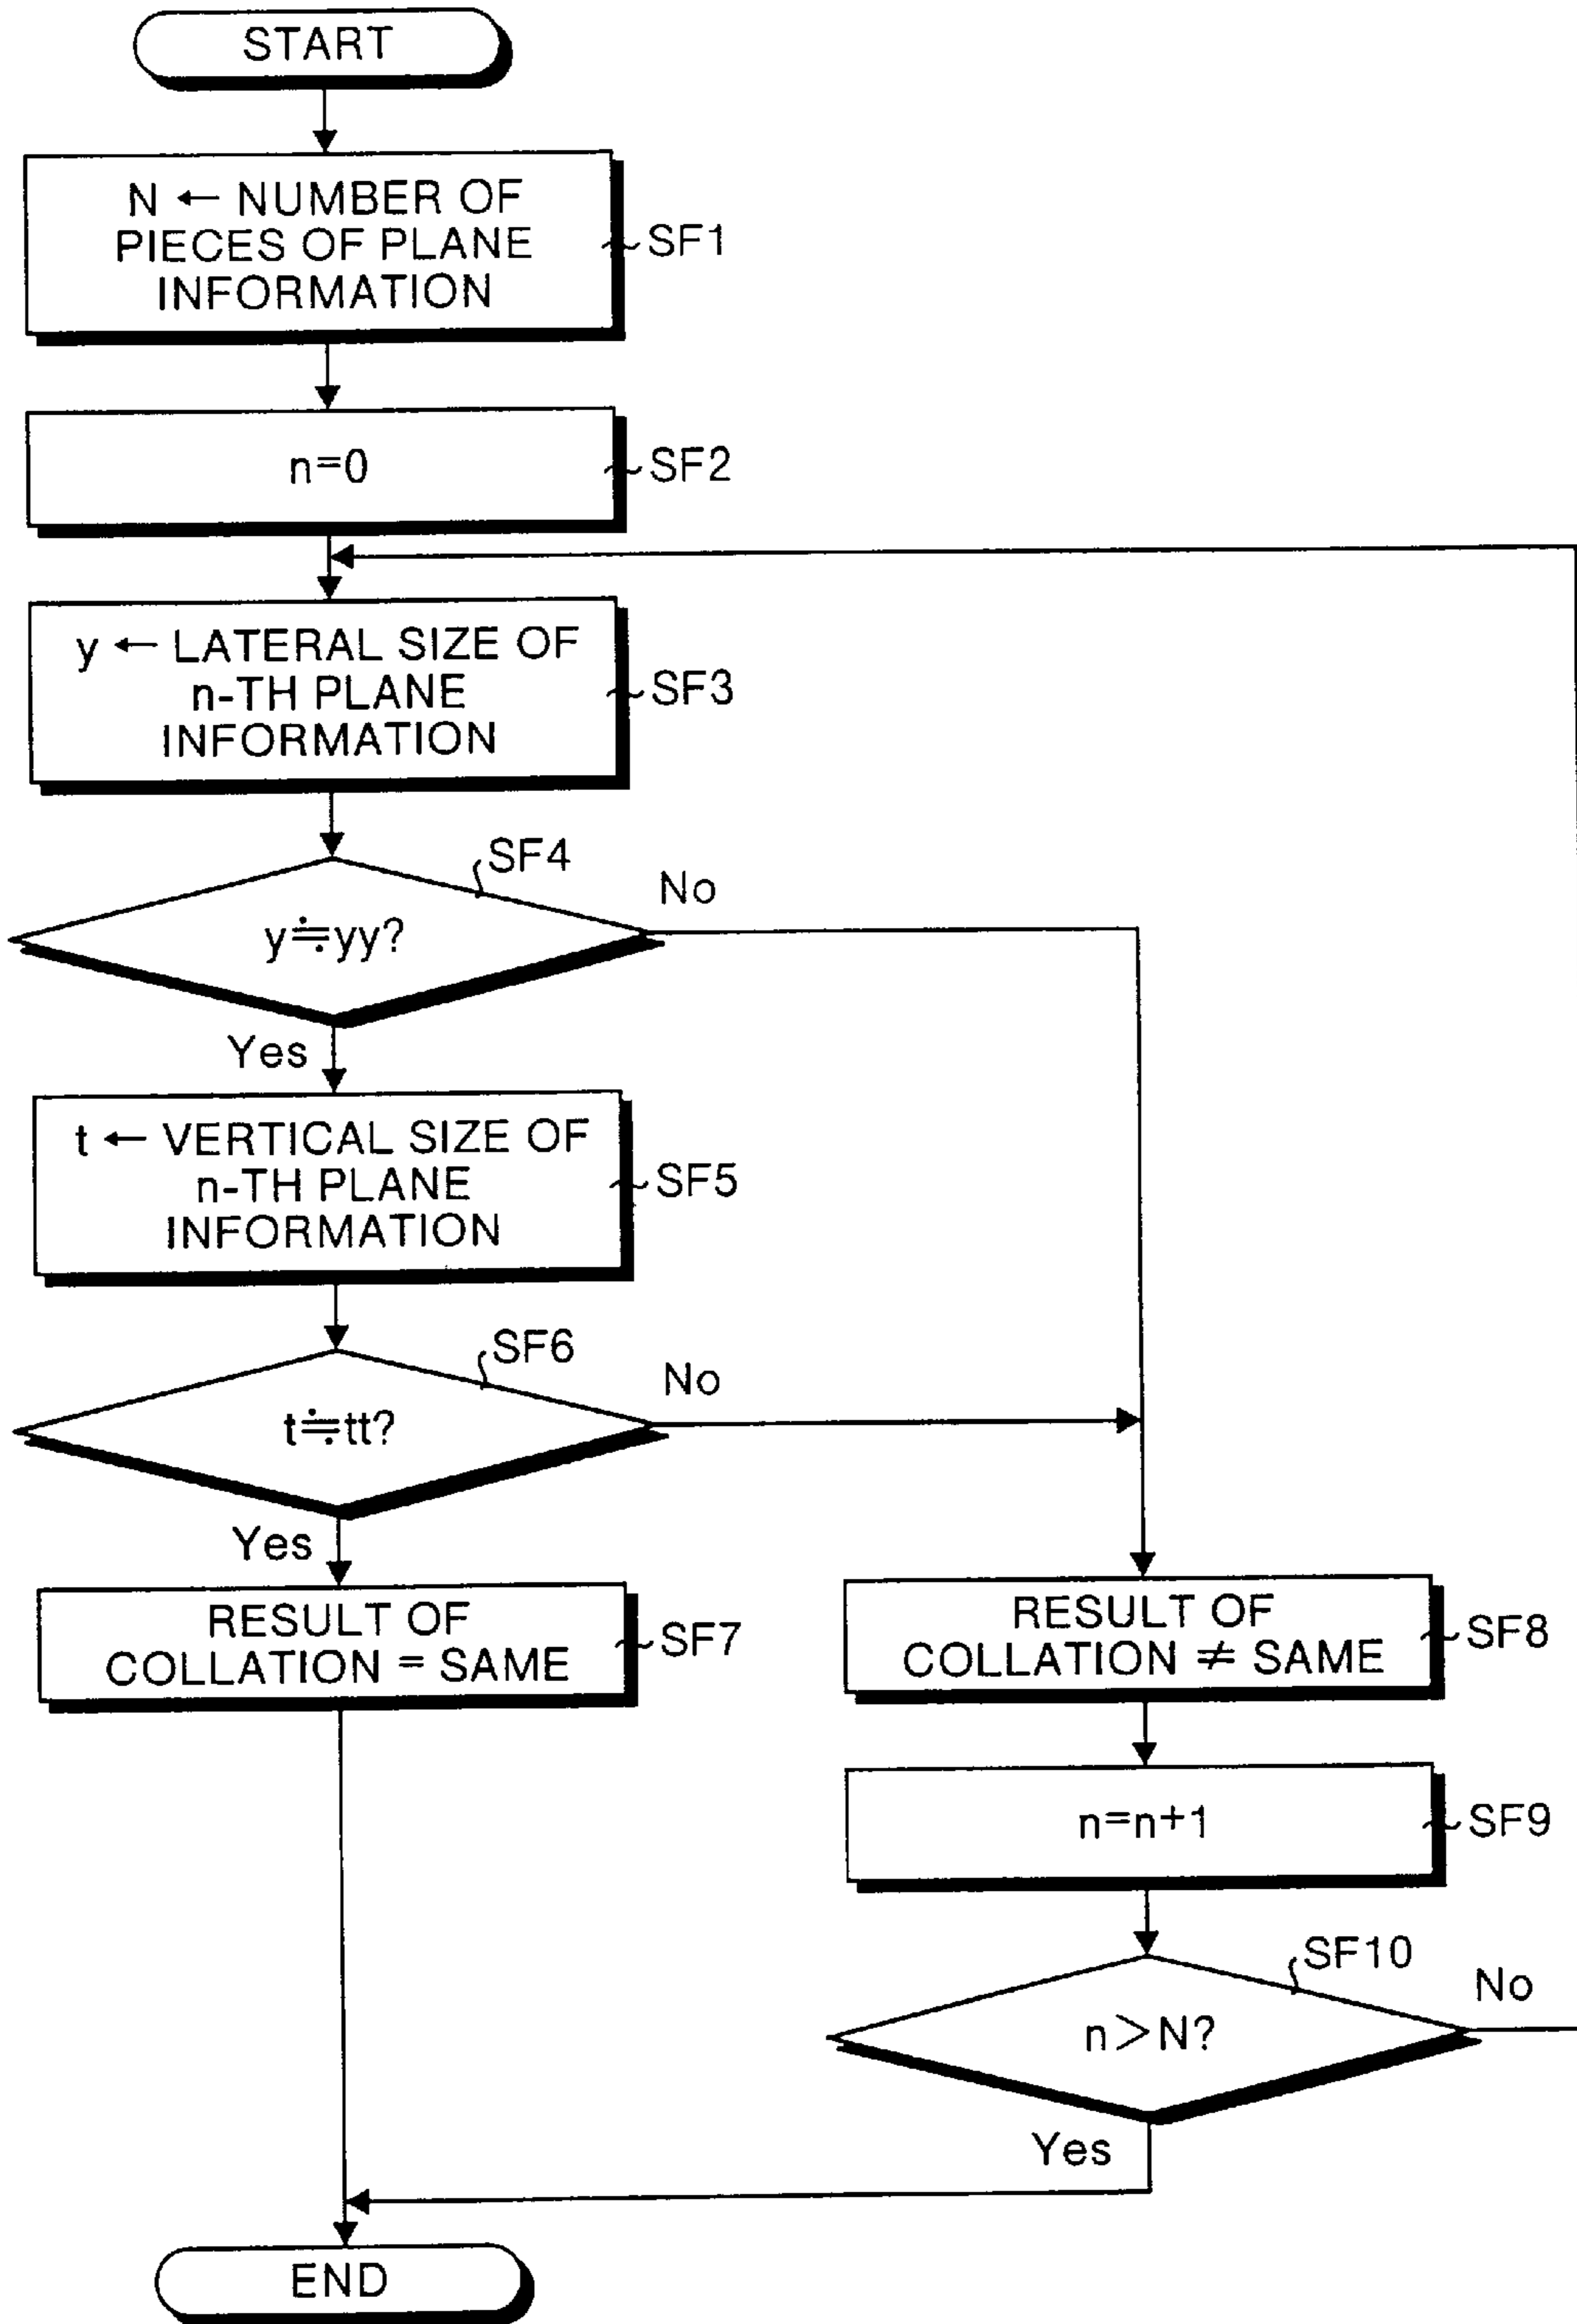 START
N ← NUMBER OF
PIECES OF PLANE
INFORMATION
SF1
n=0
SF2
y ← LATERAL SIZE OF
n-TH PLANE
INFORMATION
SF3
SF4
y≒yy?
No
Yes
t ← VERTICAL SIZE OF
n-TH PLANE
INFORMATION
SF5
SF6
t≒tt?
No
Yes
RESULT OF
COLLATION = SAME
SF7
RESULT OF
COLLATION ≠ SAME
SF8
n=n+1
SF9
SF10
n>N?
No
Yes
END